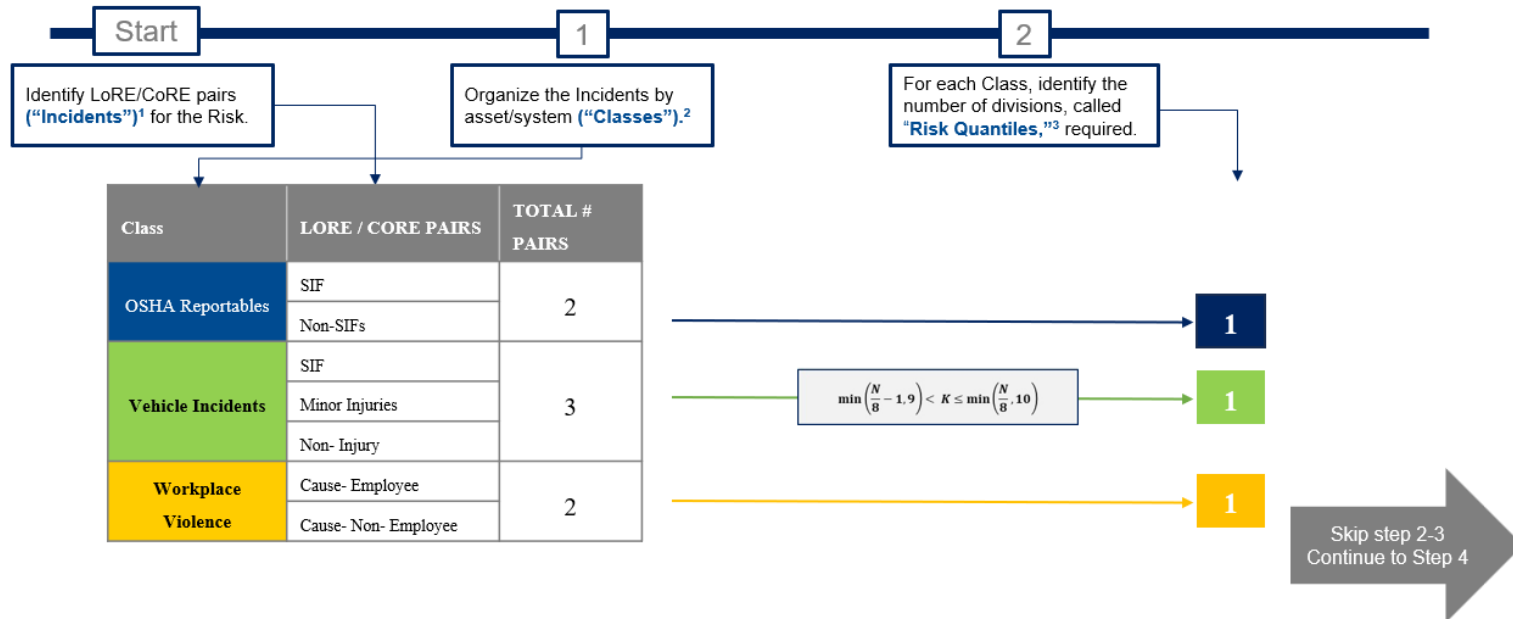 Start
1
2
Identify LoRE/CoRE pairs
(“Incidents”)¹ for the Risk.
Organize the Incidents by
asset/system (“Classes”).²
For each Class, identify the
number of divisions, called
“Risk Quantiles,”³ required.
Class
LORE / CORE PAIRS
TOTAL #
PAIRS
OSHA Reportables
SIF
Non-SIFs
2
1
Vehicle Incidents
SIF
Minor Injuries
Non- Injury
3
min(N/8 − 1, 9) < K ≤ min(N/8, 10)
1
Workplace
Violence
Cause- Employee
Cause- Non- Employee
2
1
Skip step 2-3
Continue to Step 4